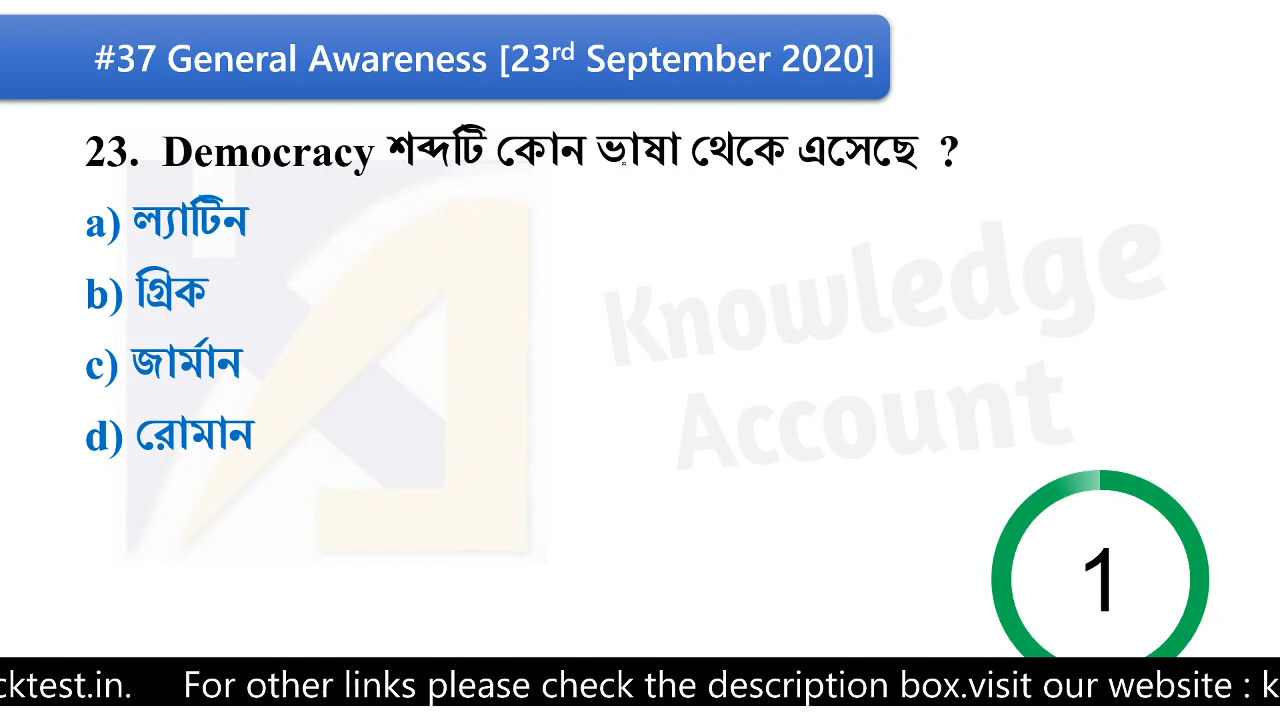 #37 General Awareness [23rd September 2020]
23. Democracy শব্দটি কোন ভাষা থেকে এসেছে ?
a) ল্যাটিন
b) গ্রিক
c) জার্মান
d) রোমান
Knowledge
Account
1
cktest.in. For other links please check the description box.visit our website : k